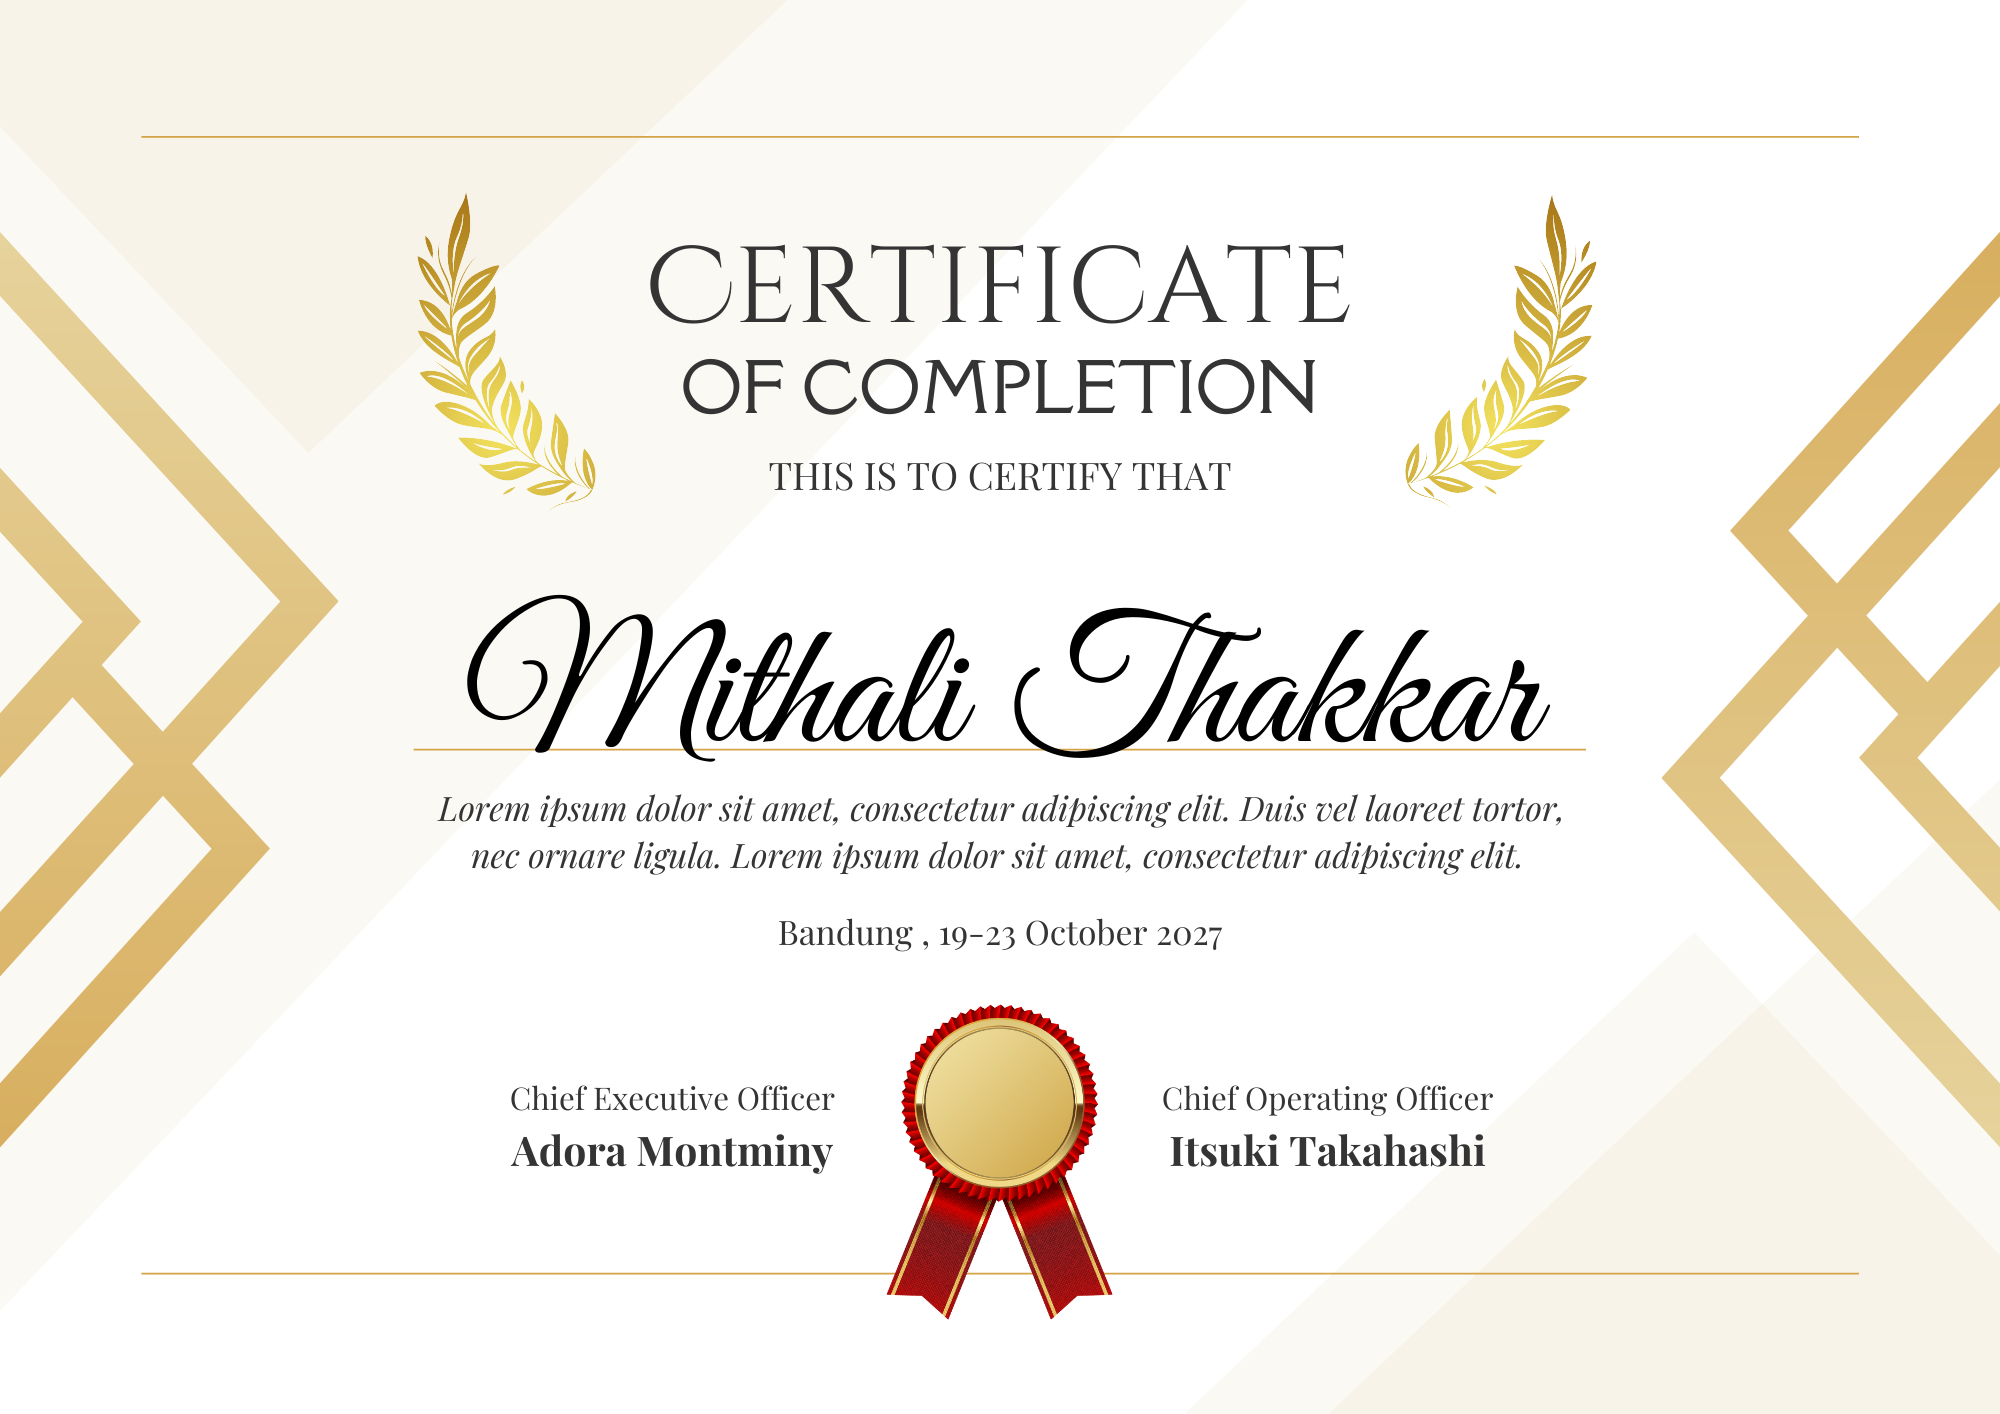 CERTIFICATE
OF COMPLETION
THIS IS TO CERTIFY THAT
Mithali Thakkar
Lorem ipsum dolor sit amet, consectetur adipiscing elit. Duis vel laoreet tortor,
nec ornare ligula. Lorem ipsum dolor sit amet, consectetur adipiscing elit.
Bandung , 19-23 October 2027
Chief Executive Officer
Adora Montminy
Chief Operating Officer
Itsuki Takahashi